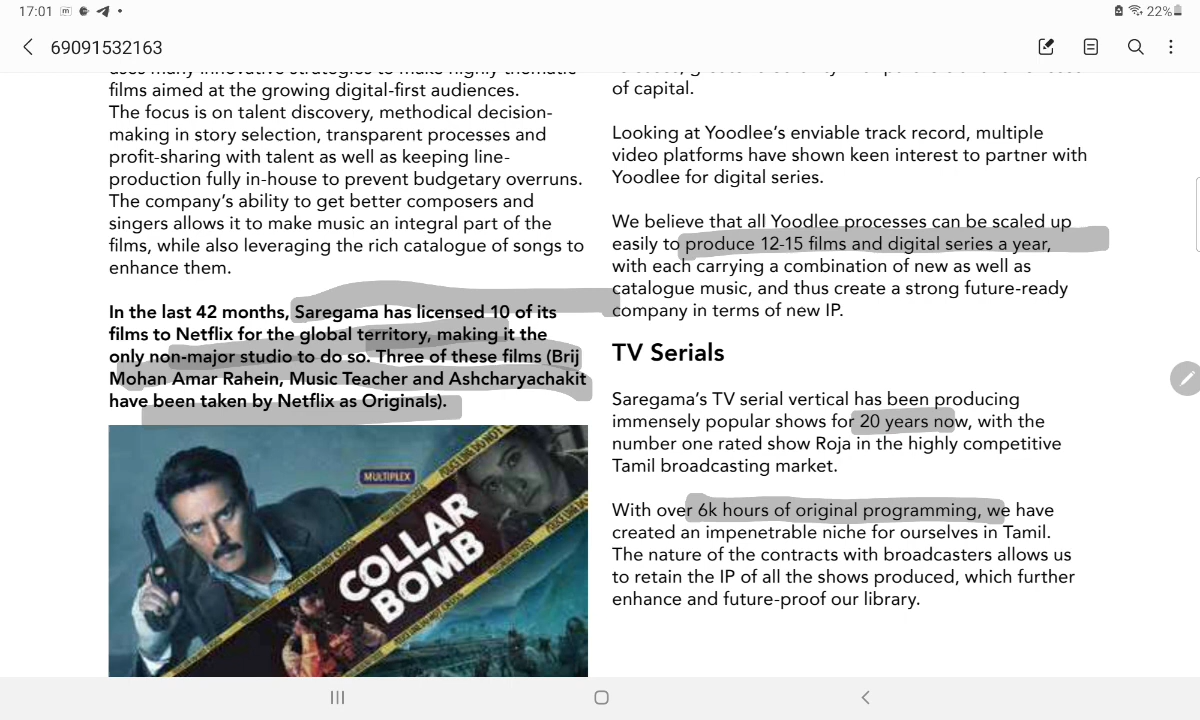 17:01
22%
69091532163
uses many innovative strategies to make highly thematic
films aimed at the growing digital-first audiences.
The focus is on talent discovery, methodical decision-
making in story selection, transparent processes and
profit-sharing with talent as well as keeping line-
production fully in-house to prevent budgetary overruns.
The company's ability to get better composers and
singers allows it to make music an integral part of the
films, while also leveraging the rich catalogue of songs to
enhance them.
In the last 42 months, Saregama has licensed 10 of its
films to Netflix for the global territory, making it the
only non-major studio to do so. Three of these films (Brij
Mohan Amar Rahein, Music Teacher and Ashcharyachakit
have been taken by Netflix as Originals).
MULTIPLEX
COLLAR
BOMB
of capital.
Looking at Yoodlee's enviable track record, multiple
video platforms have shown keen interest to partner with
Yoodlee for digital series.
We believe that all Yoodlee processes can be scaled up
easily to produce 12-15 films and digital series a year,
with each carrying a combination of new as well as
catalogue music, and thus create a strong future-ready
company in terms of new IP.
TV Serials
Saregama's TV serial vertical has been producing
immensely popular shows for 20 years now, with the
number one rated show Roja in the highly competitive
Tamil broadcasting market.
With over 6k hours of original programming, we have
created an impenetrable niche for ourselves in Tamil.
The nature of the contracts with broadcasters allows us
to retain the IP of all the shows produced, which further
enhance and future-proof our library.